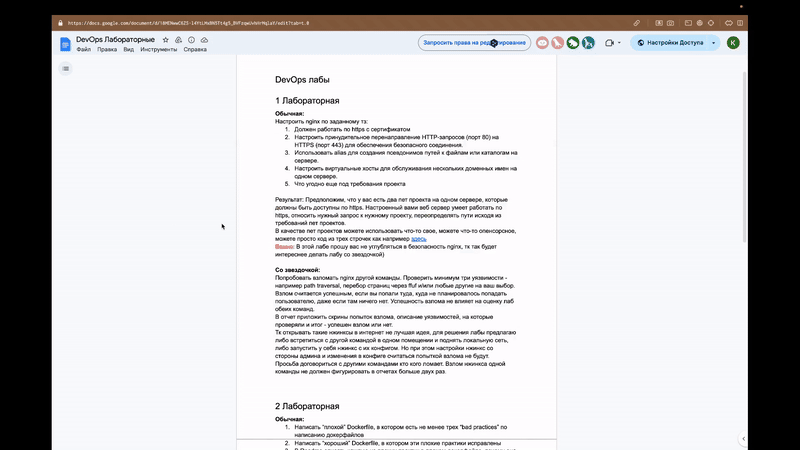 DevOps Лабораторные
Файл Правка Вид Инструменты Справка
Запросить права на редактирование
Настройки Доступа
K
DevOps лабы
1 Лабораторная
Обычная:
Настроить nginx по заданному тз:
1. Должен работать по https c сертификатом
2. Настроить принудительное перенаправление HTTP-запросов (порт 80) на
HTTPS (порт 443) для обеспечения безопасного соединения.
3. Использовать alias для создания псевдонимов путей к файлам или каталогам на
сервере.
4. Настроить виртуальные хосты для обслуживания нескольких доменных имен на
одном сервере.
5. Что угодно еще под требования проекта
Результат: Предположим, что у вас есть два пет проекта на одном сервере, которые
должны быть доступны по https. Настроенный вами веб сервер умеет работать по
https, относить нужный запрос к нужному проекту, переопределять пути исходя из
требований пет проектов.
В качестве пет проектов можете использовать что-то свое, можете что-то опенсорсное,
можете просто код из трех строчек как например здесь
Важно: В этой лабе прошу вас не углубляться в безопасность nginx, тк так будет
интереснее делать лабу со звездочкой)
Со звездочкой:
Попробовать взломать nginx другой команды. Проверить минимум три уязвимости -
например path traversal, перебор страниц через ffuf и/или любые другие на ваш выбор.
Взлом считается успешным, если вы попали туда, куда не планировалось попадать
пользователю, даже если там ничего нет. Успешность взлома не влияет на оценку лаб
обеих команд.
В отчет приложить скрины попыток взлома, описание уязвимостей, на которые
проверяли и итог - успешен взлом или нет.
Тк открывать такие нжинксы в интернет не лучшая идея, для решения лабы предлагаю
либо встретиться с другой командой в одном помещении и поднять локальную сеть,
либо запустить у себя нжинкс с их конфигом. Но при этом настройки нжинкс со
стороны админа и изменения в конфиге считаться попыткой взлома не будут.
Просьба договориться с другими командами кто кого ломает. Взлом нжинкса одной
команды не должен фигурировать в отчетах больше двух раз
2 Лабораторная
Обычная:
1. Написать "плохой" Dockerfile, в котором есть не менее трех "bad practices" по
написанию докерфайлов
2. Написать "хороший" Dockerfile, в котором эти плохие практики исправлены